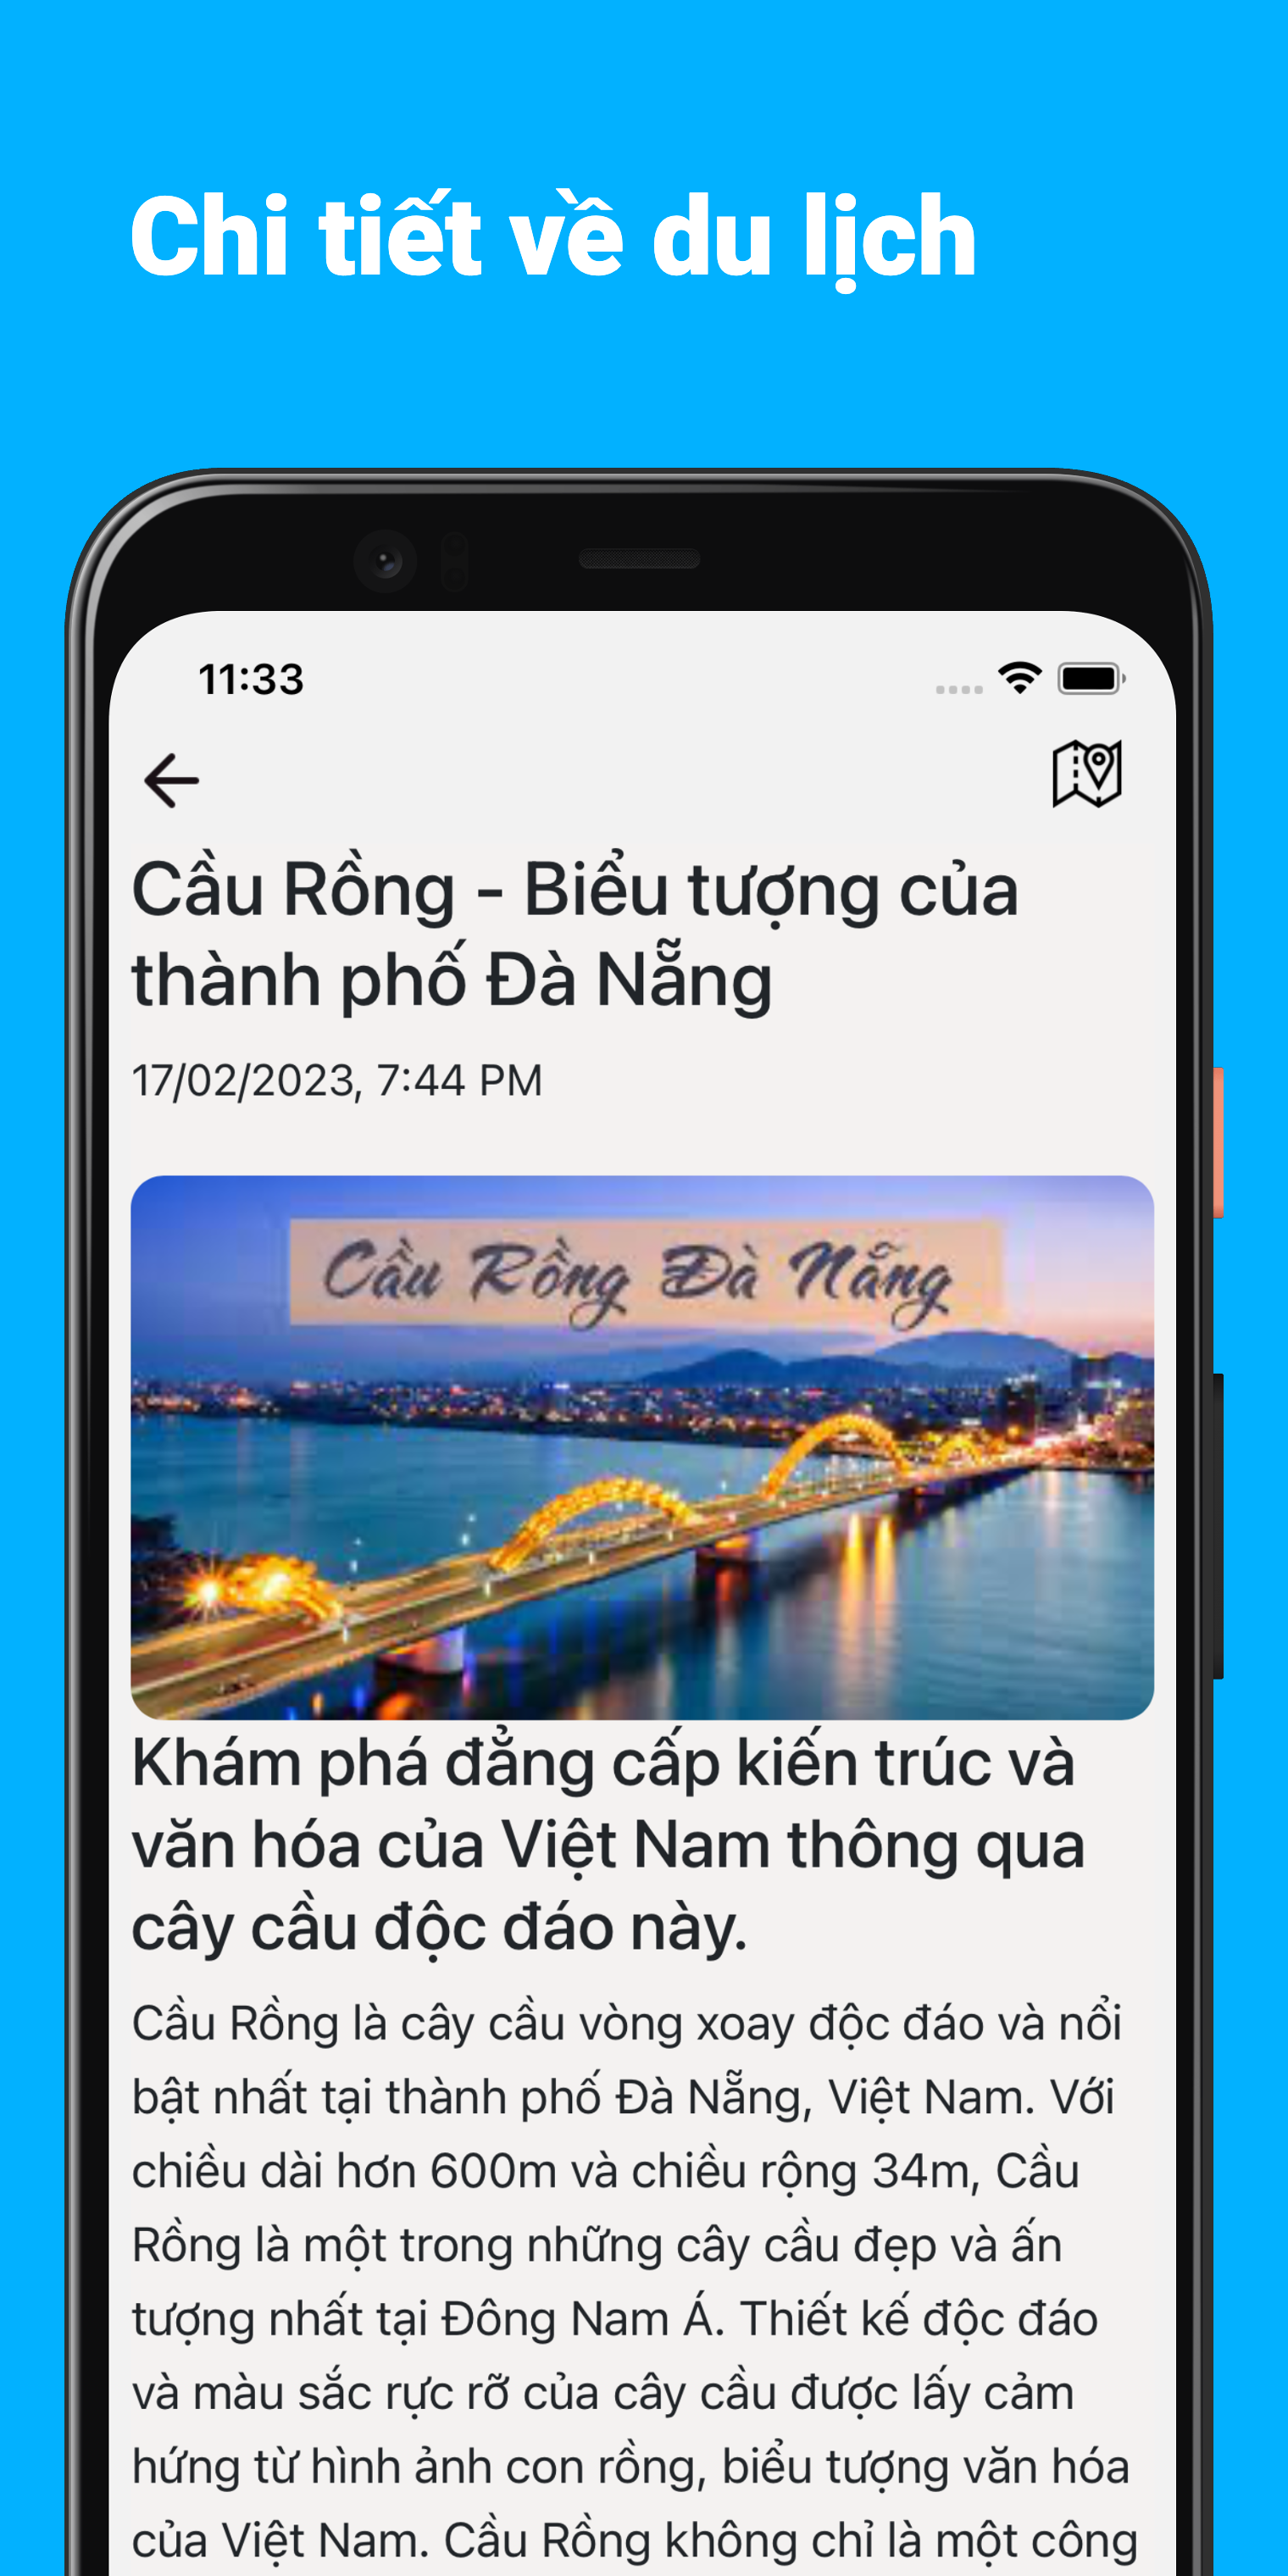 Chi tiết về du lịch
11:33
Cầu Rồng - Biểu tượng của
thành phố Đà Nẵng
17/02/2023, 7:44 PM
Cầu Rồng Đà Nẵng
Khám phá đẳng cấp kiến trúc và
văn hóa của Việt Nam thông qua
cây cầu độc đáo này.
Cầu Rồng là cây cầu vòng xoay độc đáo và nổi
bật nhất tại thành phố Đà Nẵng, Việt Nam. Với
chiều dài hơn 600m và chiều rộng 34m, Cầu
Rồng là một trong những cây cầu đẹp và ấn
tượng nhất tại Đông Nam Á. Thiết kế độc đáo
và màu sắc rực rỡ của cây cầu được lấy cảm
hứng từ hình ảnh con rồng, biểu tượng văn hóa
của Việt Nam. Cầu Rồng không chỉ là một công